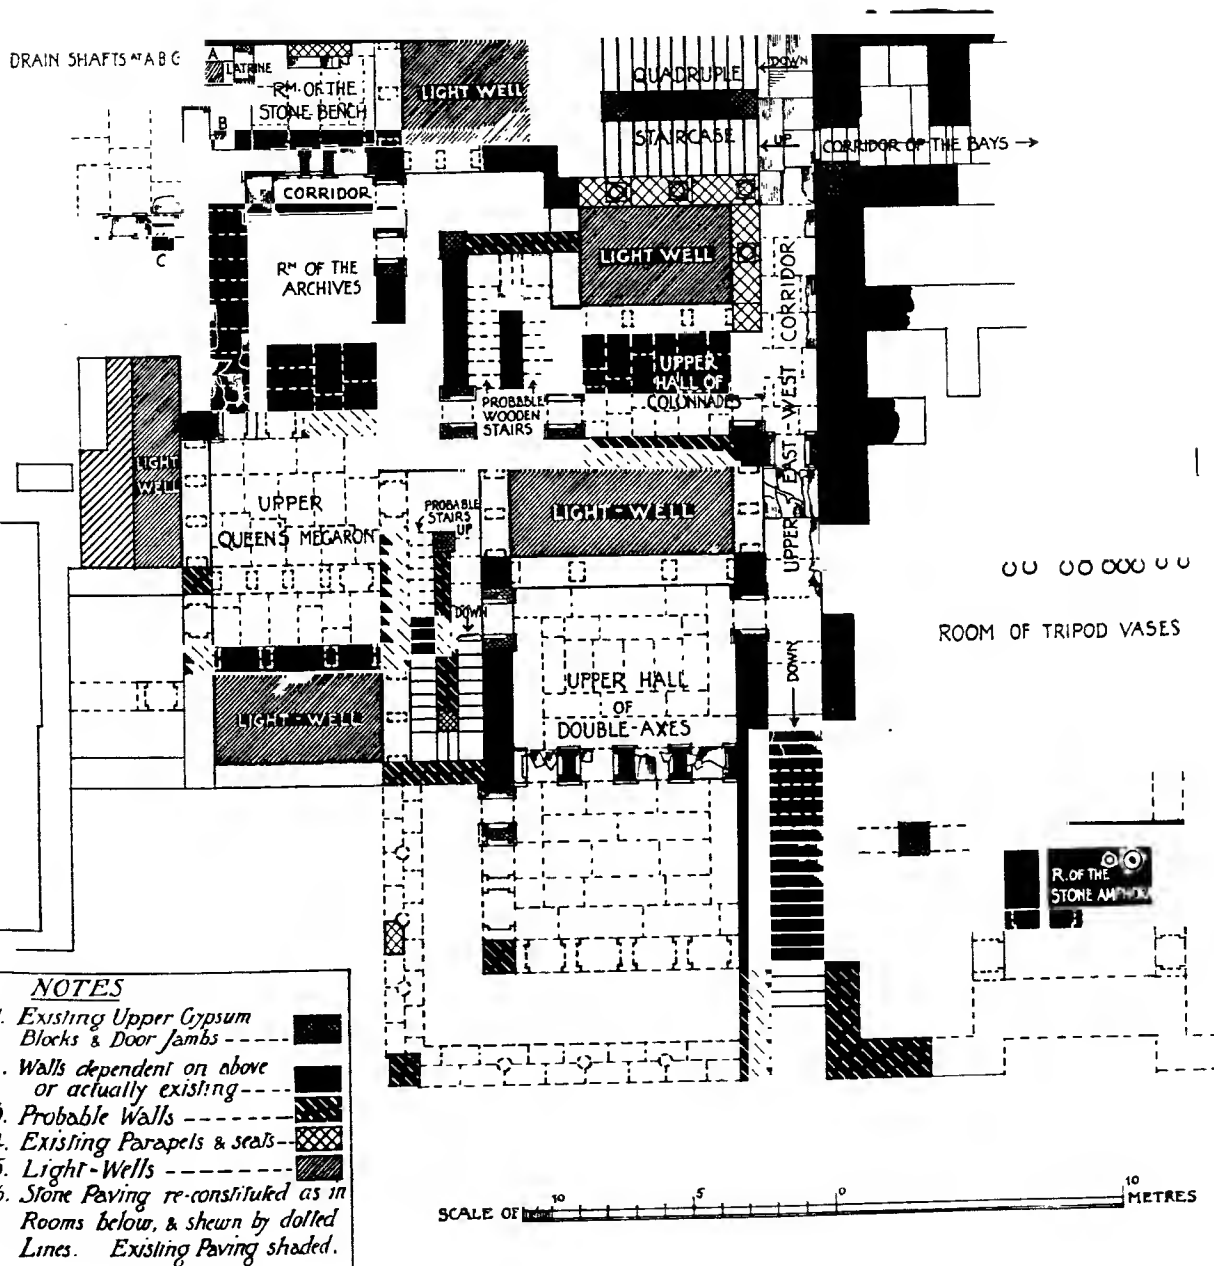 DRAIN SHAFTS AT A B C
A
LATRINE
RM. OF THE
STONE BENCH
LIGHT WELL
QUADRUPLE
DOWN
B
STAIRCASE
UP
CORRIDOR OF THE BAYS →
CORRIDOR
C
RM OF THE
ARCHIVES
LIGHT WELL
UPPER EAST-WEST CORRIDOR
UPPER
HALL OF
COLONNADES
PROBBLE
WOODEN
STAIRS
LIGHT
WELL
UPPER
QUEENS MEGARON
PROBABLE
STAIRS
UP
LIGHT-WELL
DOWN
ROOM OF TRIPOD VASES
DOWN
UPPER HALL
OF
DOUBLE-AXES
LIGHT-WELL
R. OF THE
STONE AMPHORA
NOTES
. Existing Upper Gypsum
Blocks & Door Jambs
. Walls dependent on above
or actually existing
. Probable Walls
. Existing Parapets & seats
. Light-Wells
. Stone Paving re-constituted as in
Rooms below, & shewn by dotted
Lines. Existing Paving shaded.
SCALE OF
10 5 0 10
METRES